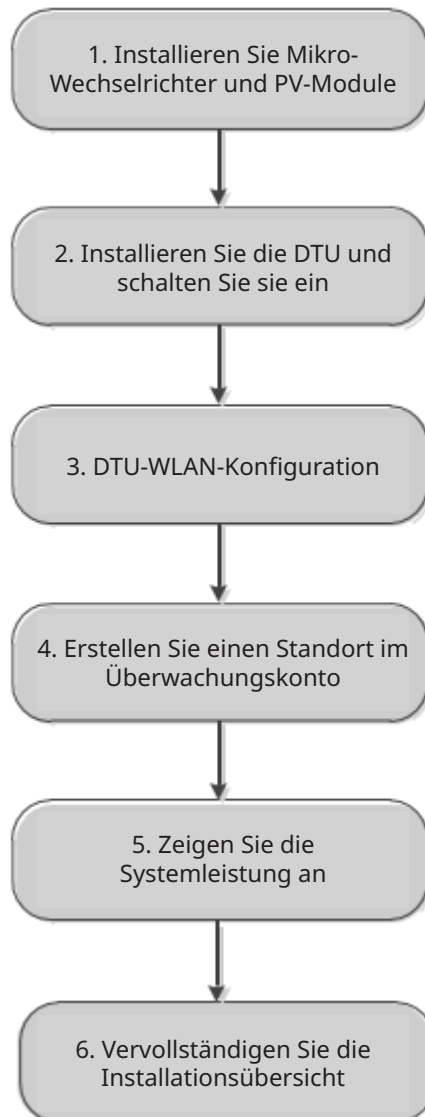 1. Installieren Sie Mikro-
Wechselrichter und PV-Module
2. Installieren Sie die DTU und
schalten Sie sie ein
3. DTU-WLAN-Konfiguration
4. Erstellen Sie einen Standort im
Überwachungskonto
5. Zeigen Sie die
Systemleistung an
6. Vervollständigen Sie die
Installationsübersicht